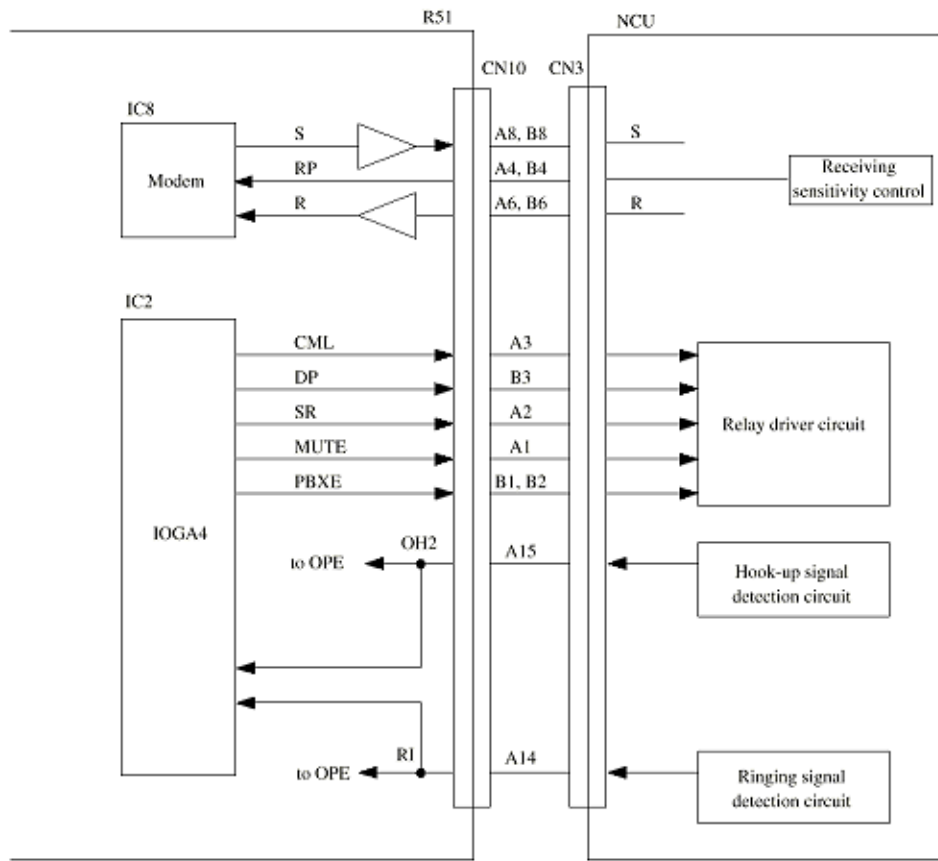 R51
NCU
CN10
CN3
IC8
Modem
S
A8, B8
S
RP
A4, B4
Receiving
sensitivity control
R
A6, B6
R
IC2
IOGA4
CML
A3
DP
B3
SR
A2
MUTE
A1
PBXE
B1, B2
Relay driver circuit
to OPE
OH2
A15
Hook-up signal
detection circuit
to OPE
RI
A14
Ringing signal
detection circuit